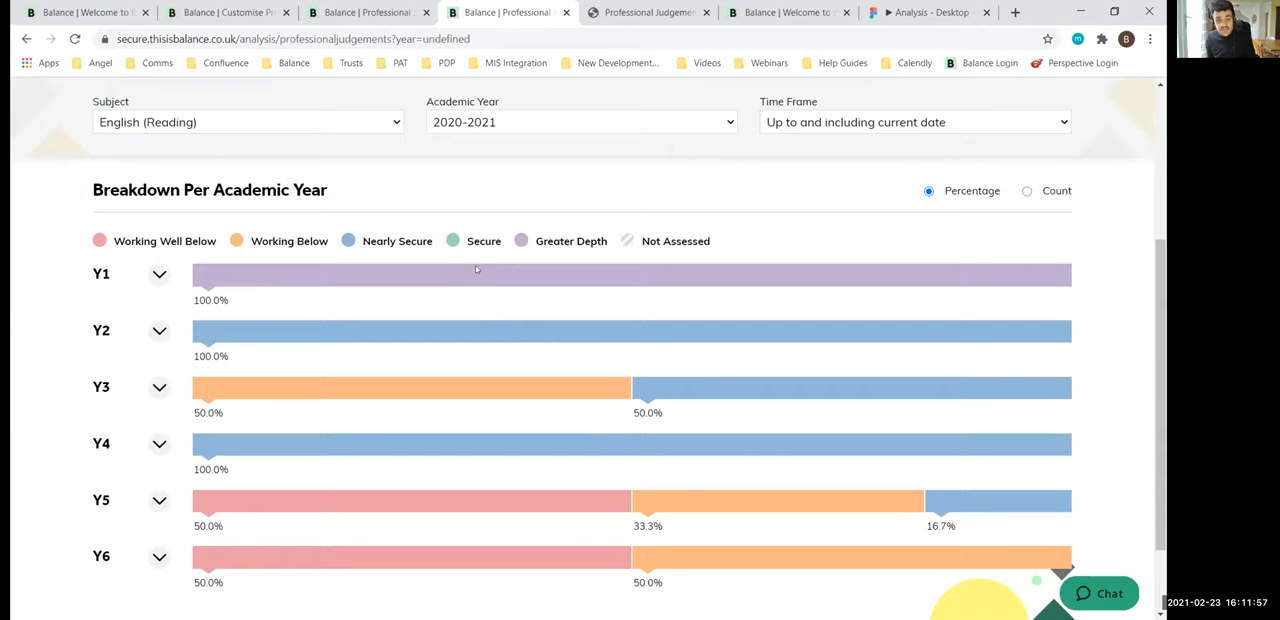 Balance | Welcome to B
Balance | Customise Pr
Balance | Professional J
Balance | Professional
Professional Judgeme
Balance | Welcome to
Analysis - Desktop
secure.thisisbalance.co.uk/analysis/professionaljudgements?year=undefined
B
Apps
Angel
Comms
Confluence
Balance
Trusts
PAT
PDP
MIS Integration
New Development...
Videos
Webinars
Help Guides
Calendly
Balance Login
Perspective Login
Subject
Academic Year
Time Frame
English (Reading)
2020-2021
Up to and including current date
Breakdown Per Academic Year
Percentage
Count
Working Well Below
Working Below
Nearly Secure
Secure
Greater Depth
Not Assessed
Y1
100.0%
Y2
100.0%
Y3
50.0%
50.0%
Y4
100.0%
Y5
50.0%
33.3%
16.7%
Y6
50.0%
50.0%
Chat
2021-02-23 16:11:57